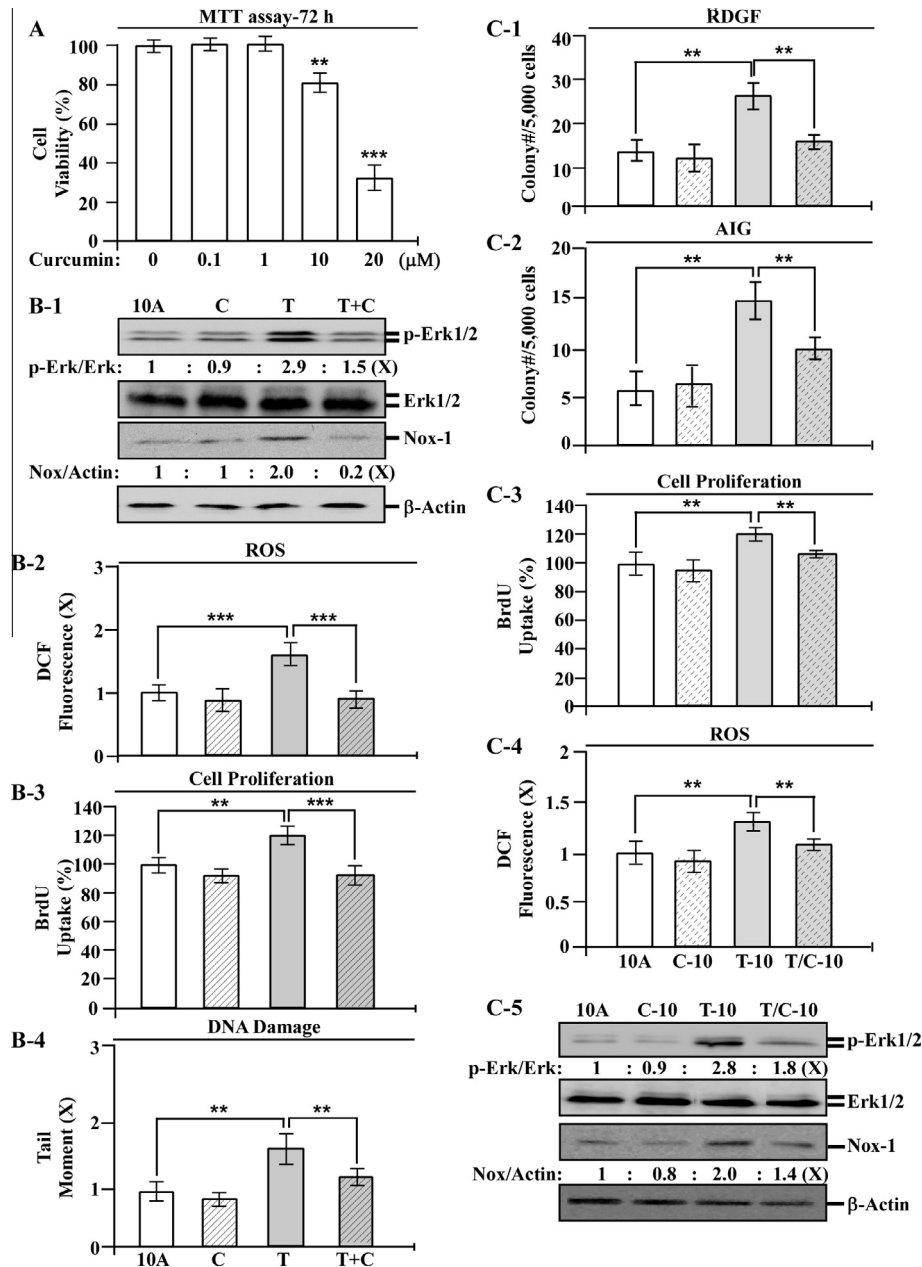 A
MTT assay-72 h
Cell
Viability (%)
100
80
60
40
20
0
** 
***
Curcumin: 0 0.1 1 10 20 (μM)
B-1
10A C T T+C
p-Erk1/2
p-Erk/Erk: 1 : 0.9 : 2.9 : 1.5 (X)
Erk1/2
Nox-1
Nox/Actin: 1 : 1 : 2.0 : 0.2 (X)
β-Actin
B-2
ROS
DCF
Fluorescence (X)
3
2
1
0
*** ***
B-3
Cell Proliferation
BrdU
Uptake (%)
140
120
100
80
60
40
20
0
** ***
B-4
DNA Damage
Tail
Moment (X)
3
2
1
0
** **
10A C T T+C
C-1
RDGF
Colony#/5,000 cells
40
30
20
10
0
** **
C-2
AIG
Colony#/5,000 cells
20
15
10
5
0
** **
C-3
Cell Proliferation
BrdU
Uptake (%)
140
120
100
80
60
40
20
0
** **
C-4
ROS
DCF
Fluorescence (X)
2
1.5
1
0.5
0
** **
10A C-10 T-10 T/C-10
C-5
10A C-10 T-10 T/C-10
p-Erk1/2
p-Erk/Erk: 1 : 0.9 : 2.8 : 1.8 (X)
Erk1/2
Nox-1
Nox/Actin: 1 : 0.8 : 2.0 : 1.4 (X)
β-Actin